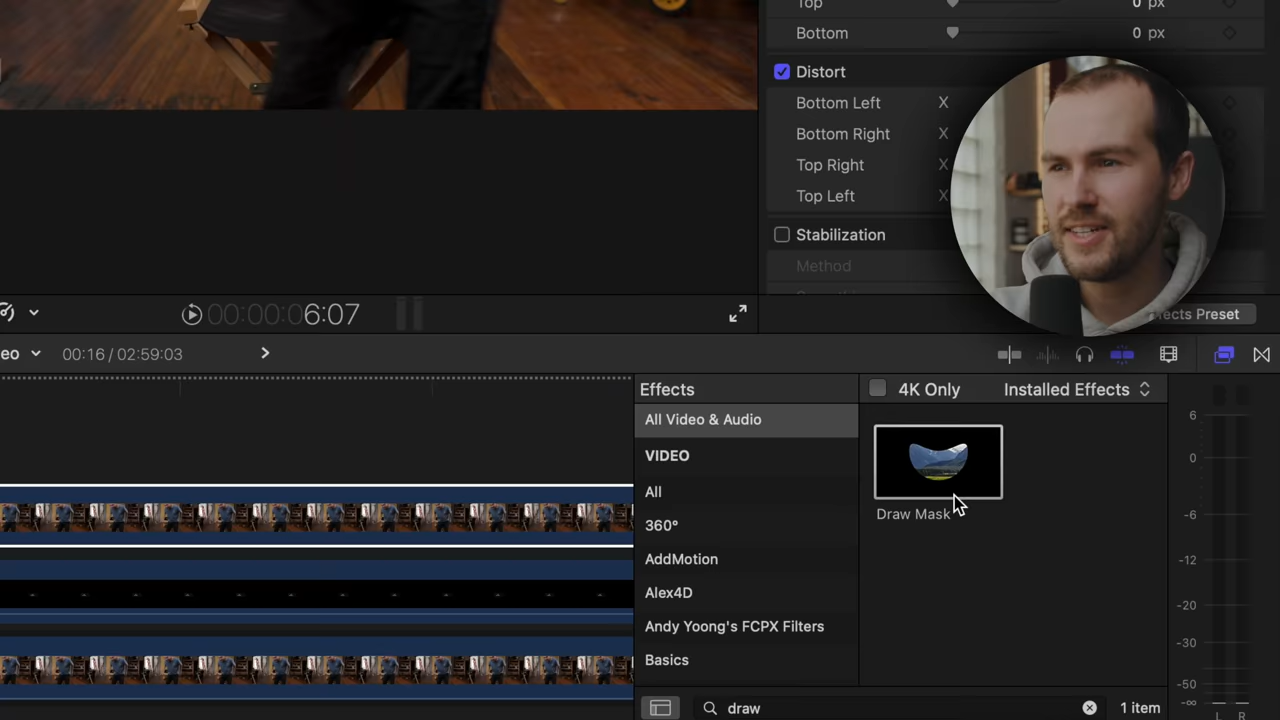 Top 0 px
Bottom 0 px
Distort
Bottom Left X
Bottom Right X
Top Right X
Top Left X
Stabilization
Method
ects Preset
00:00:06:07
eo 00:16 / 02:59:03
Effects
4K Only Installed Effects
All Video & Audio
VIDEO
All
360°
AddMotion
Alex4D
Andy Yoong's FCPX Filters
Basics
Draw Mask
6
0
-6
-12
-20
-30
-50
-∞
L R
draw 1 item